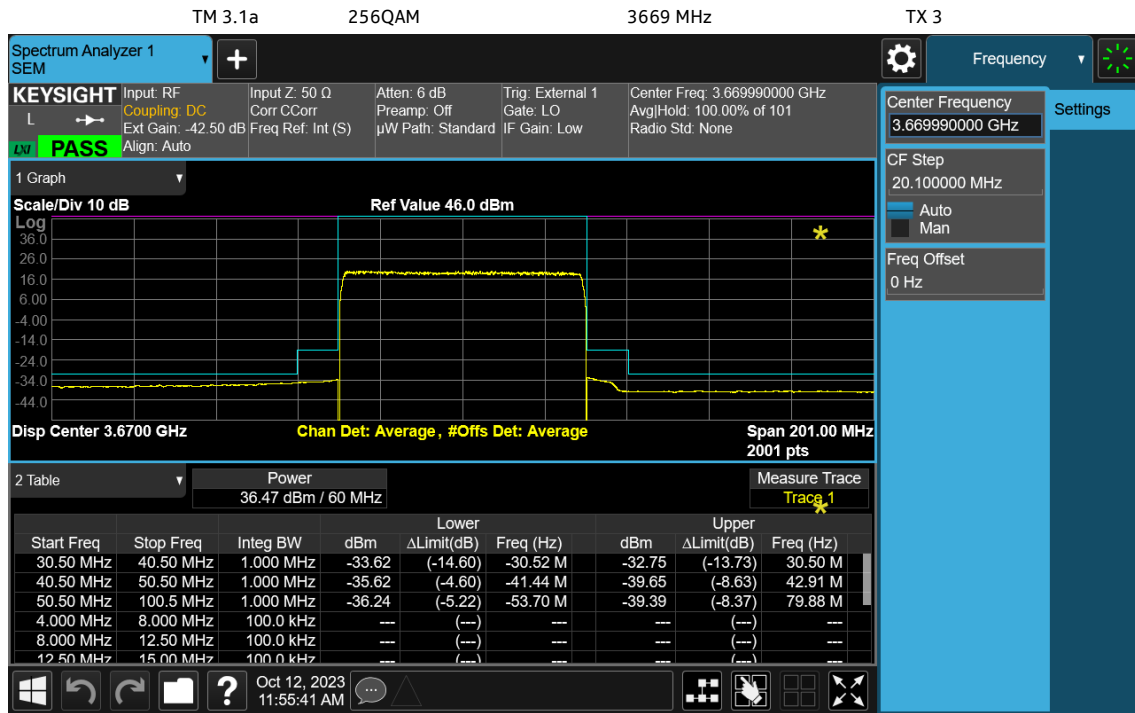 TM 3.1a 256QAM 3669 MHz TX 3
Spectrum Analyzer 1
SEM
Frequency
KEYSIGHT Input: RF Input Z: 50 Ω Atten: 6 dB Trig: External 1 Center Freq: 3.669990000 GHz
L Coupling: DC Corr CCorr Preamp: Off Gate: LO Avg|Hold: 100.00% of 101
Ext Gain: -42.50 dB Freq Ref: Int (S) µW Path: Standard IF Gain: Low Radio Std: None
LXI PASS Align: Auto
Center Frequency
3.669990000 GHz
Settings
CF Step
20.100000 MHz
Auto
Man
Freq Offset
0 Hz
1 Graph
Scale/Div 10 dB Ref Value 46.0 dBm
Log
36.0
26.0
16.0
6.00
-4.00
-14.0
-24.0
-34.0
-44.0
Disp Center 3.6700 GHz Chan Det: Average, #Offs Det: Average Span 201.00 MHz
2001 pts
2 Table Power Measure Trace
36.47 dBm / 60 MHz Trace 1
Lower Upper
Start Freq Stop Freq Integ BW dBm ΔLimit(dB) Freq (Hz) dBm ΔLimit(dB) Freq (Hz)
30.50 MHz 40.50 MHz 1.000 MHz -33.62 (-14.60) -30.52 M -32.75 (-13.73) 30.50 M
40.50 MHz 50.50 MHz 1.000 MHz -35.62 (-4.60) -41.44 M -39.65 (-8.63) 42.91 M
50.50 MHz 100.5 MHz 1.000 MHz -36.24 (-5.22) -53.70 M -39.39 (-8.37) 79.88 M
4.000 MHz 8.000 MHz 100.0 kHz --- (---) --- --- (---) ---
8.000 MHz 12.50 MHz 100.0 kHz --- (---) --- --- (---) ---
12.50 MHz 15.00 MHz 100.0 kHz --- (---) --- --- (---) ---
Oct 12, 2023
11:55:41 AM